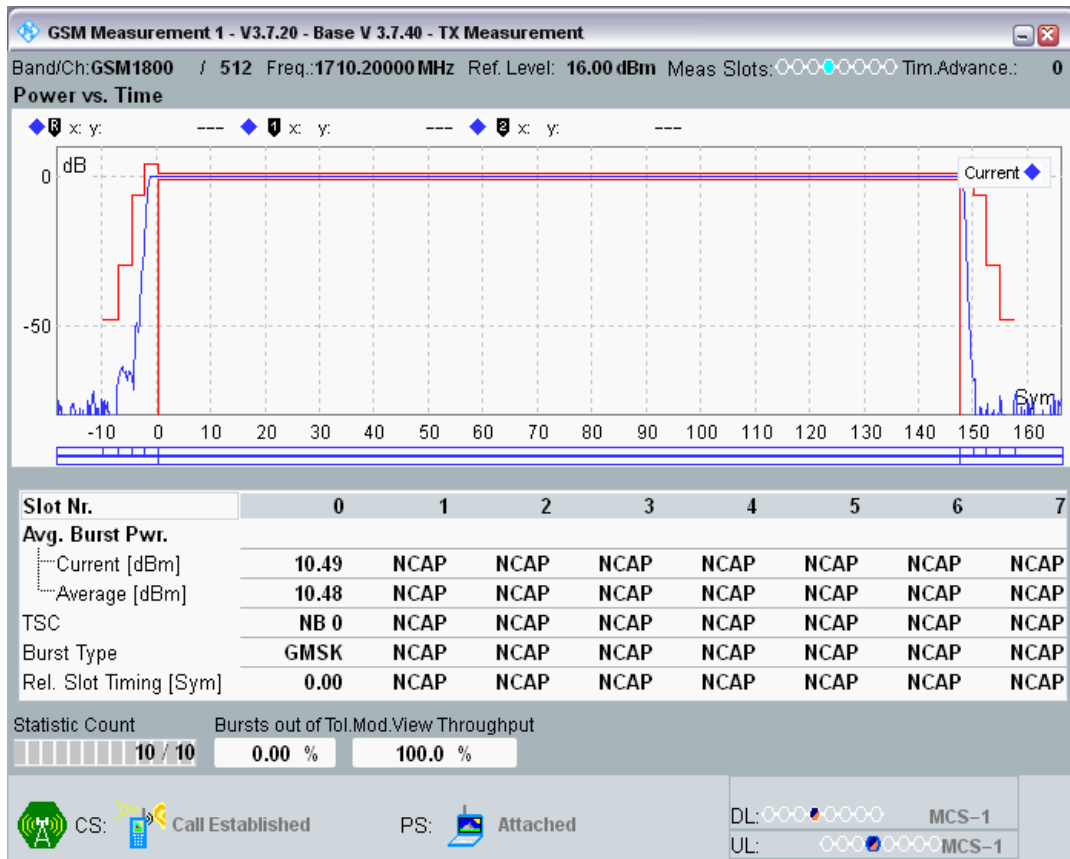 GSM Measurement 1 - V3.7.20 - Base V 3.7.40 - TX Measurement
Band/Ch:GSM1800 / 512 Freq.:1710.20000 MHz Ref. Level: 16.00 dBm Meas Slots: Tim.Advance.: 0
Power vs. Time
R x: y: --- 1 x: y: --- 2 x: y: ---
dB
Current
0
-50
Sym
-10 0 10 20 30 40 50 60 70 80 90 100 110 120 130 140 150 160
Slot Nr. 0 1 2 3 4 5 6 7
Avg. Burst Pwr.
Current [dBm] 10.49 NCAP NCAP NCAP NCAP NCAP NCAP NCAP
Average [dBm] 10.48 NCAP NCAP NCAP NCAP NCAP NCAP NCAP
TSC NB 0 NCAP NCAP NCAP NCAP NCAP NCAP NCAP
Burst Type GMSK NCAP NCAP NCAP NCAP NCAP NCAP NCAP
Rel. Slot Timing [Sym] 0.00 NCAP NCAP NCAP NCAP NCAP NCAP NCAP
Statistic Count Bursts out of Tol.Mod.View Throughput
10 / 10 0.00 % 100.0 %
CS: Call Established PS: Attached DL: MCS-1
UL: MCS-1